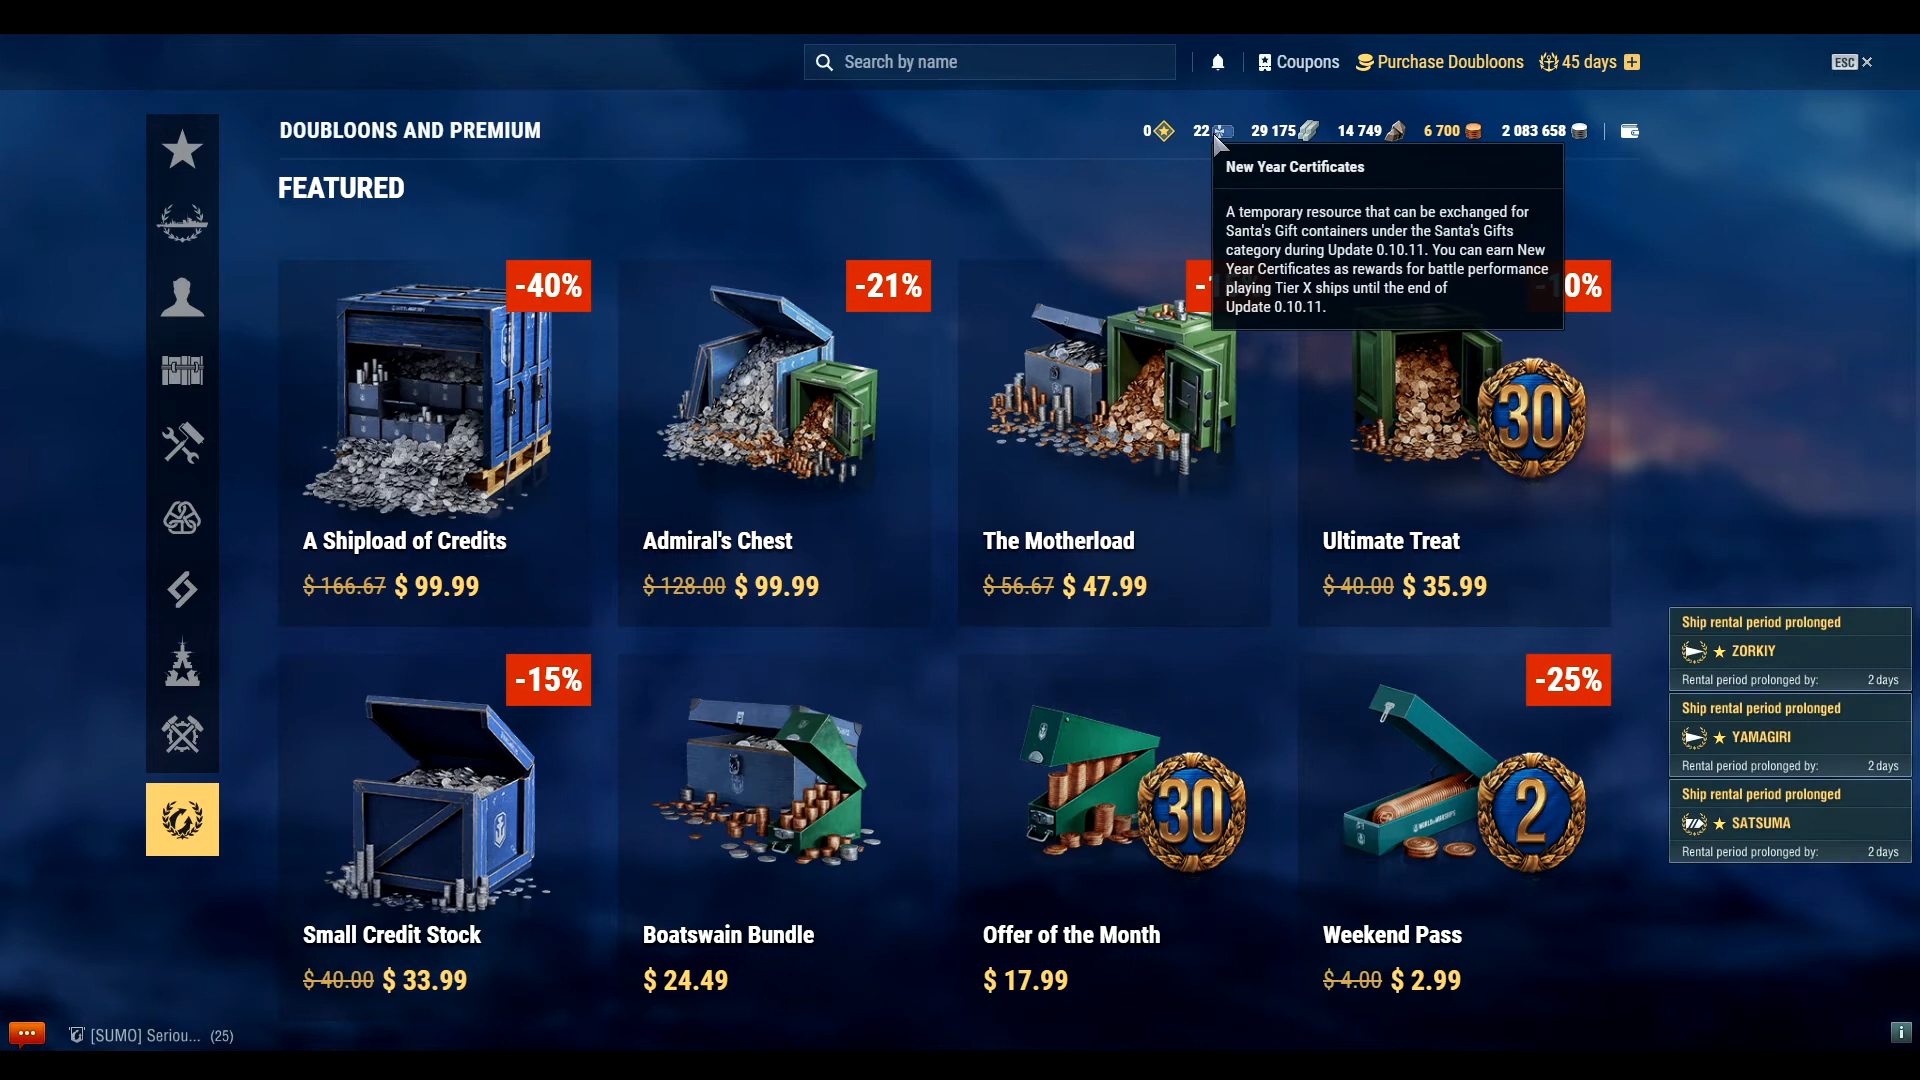 Search by name
Coupons
Purchase Doubloons
45 days
ESC
DOUBLOONS AND PREMIUM
0
22
29 175
14 749
6 700
2 083 658
New Year Certificates
A temporary resource that can be exchanged for
Santa's Gift containers under the Santa's Gifts
category during Update 0.10.11. You can earn New
Year Certificates as rewards for battle performance
playing Tier X ships until the end of
Update 0.10.11.
FEATURED
-40%
A Shipload of Credits
$ 166.67 $ 99.99
-21%
Admiral's Chest
$ 128.00 $ 99.99
The Motherload
$ 56.67 $ 47.99
30
Ultimate Treat
$ 40.00 $ 35.99
-15%
Small Credit Stock
$ 40.00 $ 33.99
Boatswain Bundle
$ 24.49
30
Offer of the Month
$ 17.99
-25%
2
Weekend Pass
$ 4.00 $ 2.99
Ship rental period prolonged
ZORKIY
Rental period prolonged by: 2 days
Ship rental period prolonged
YAMAGIRI
Rental period prolonged by: 2 days
Ship rental period prolonged
SATSUMA
Rental period prolonged by: 2 days
[SUMO] Seriou... (25)